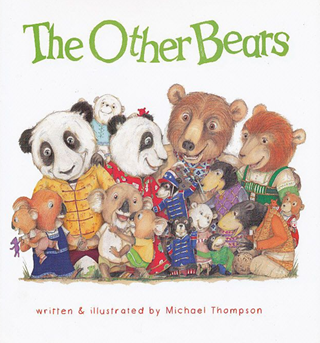 The Other Bears
written & illustrated by Michael Thompson